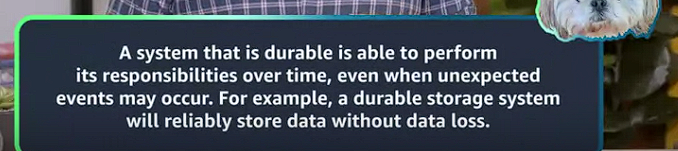 A system that is durable is able to perform
its responsibilities over time, even when unexpected
events may occur. For example, a durable storage system
will reliably store data without data loss.